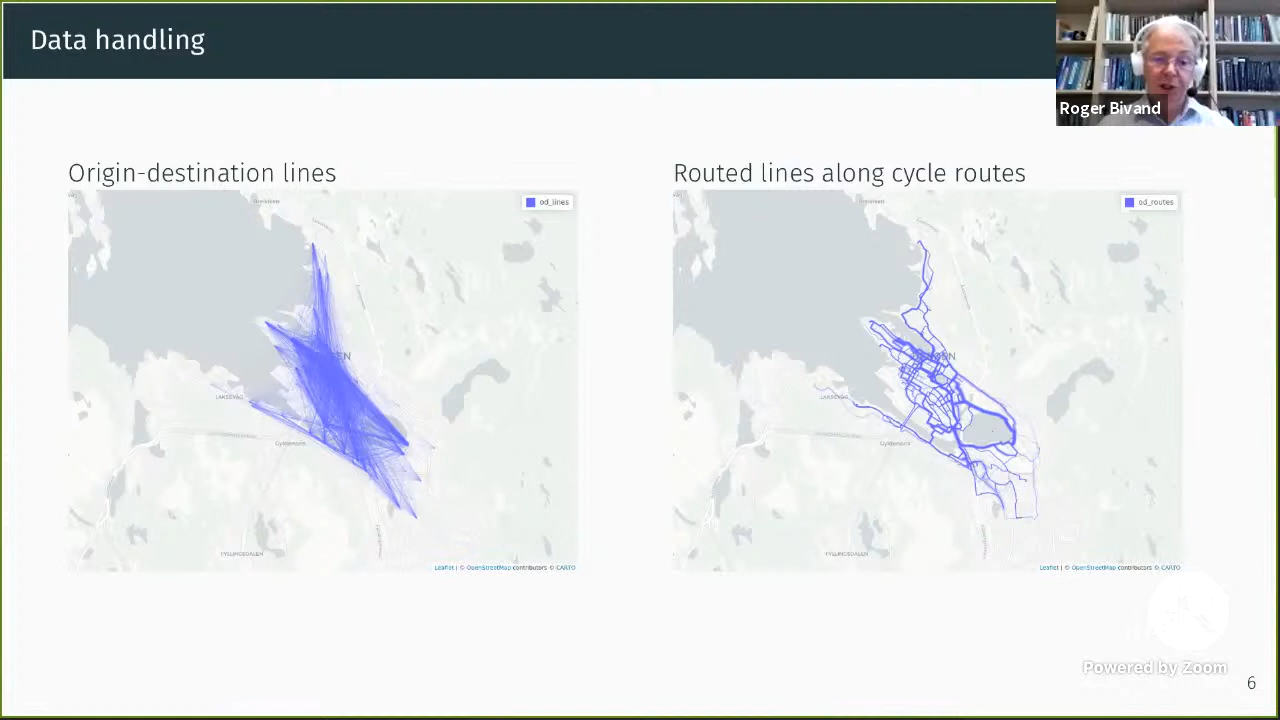 Data handling
Roger Bivand
Origin-destination lines
Routed lines along cycle routes
od_lines
od_routes
LAKSEVÅG
Gyldenpris
FYLLINGSDALEN
Leaflet | © OpenStreetMap contributors © CARTO
LAKSEVÅG
Gyldenpris
FYLLINGSDALEN
Leaflet | © OpenStreetMap contributors © CARTO
Powered by Zoom
6